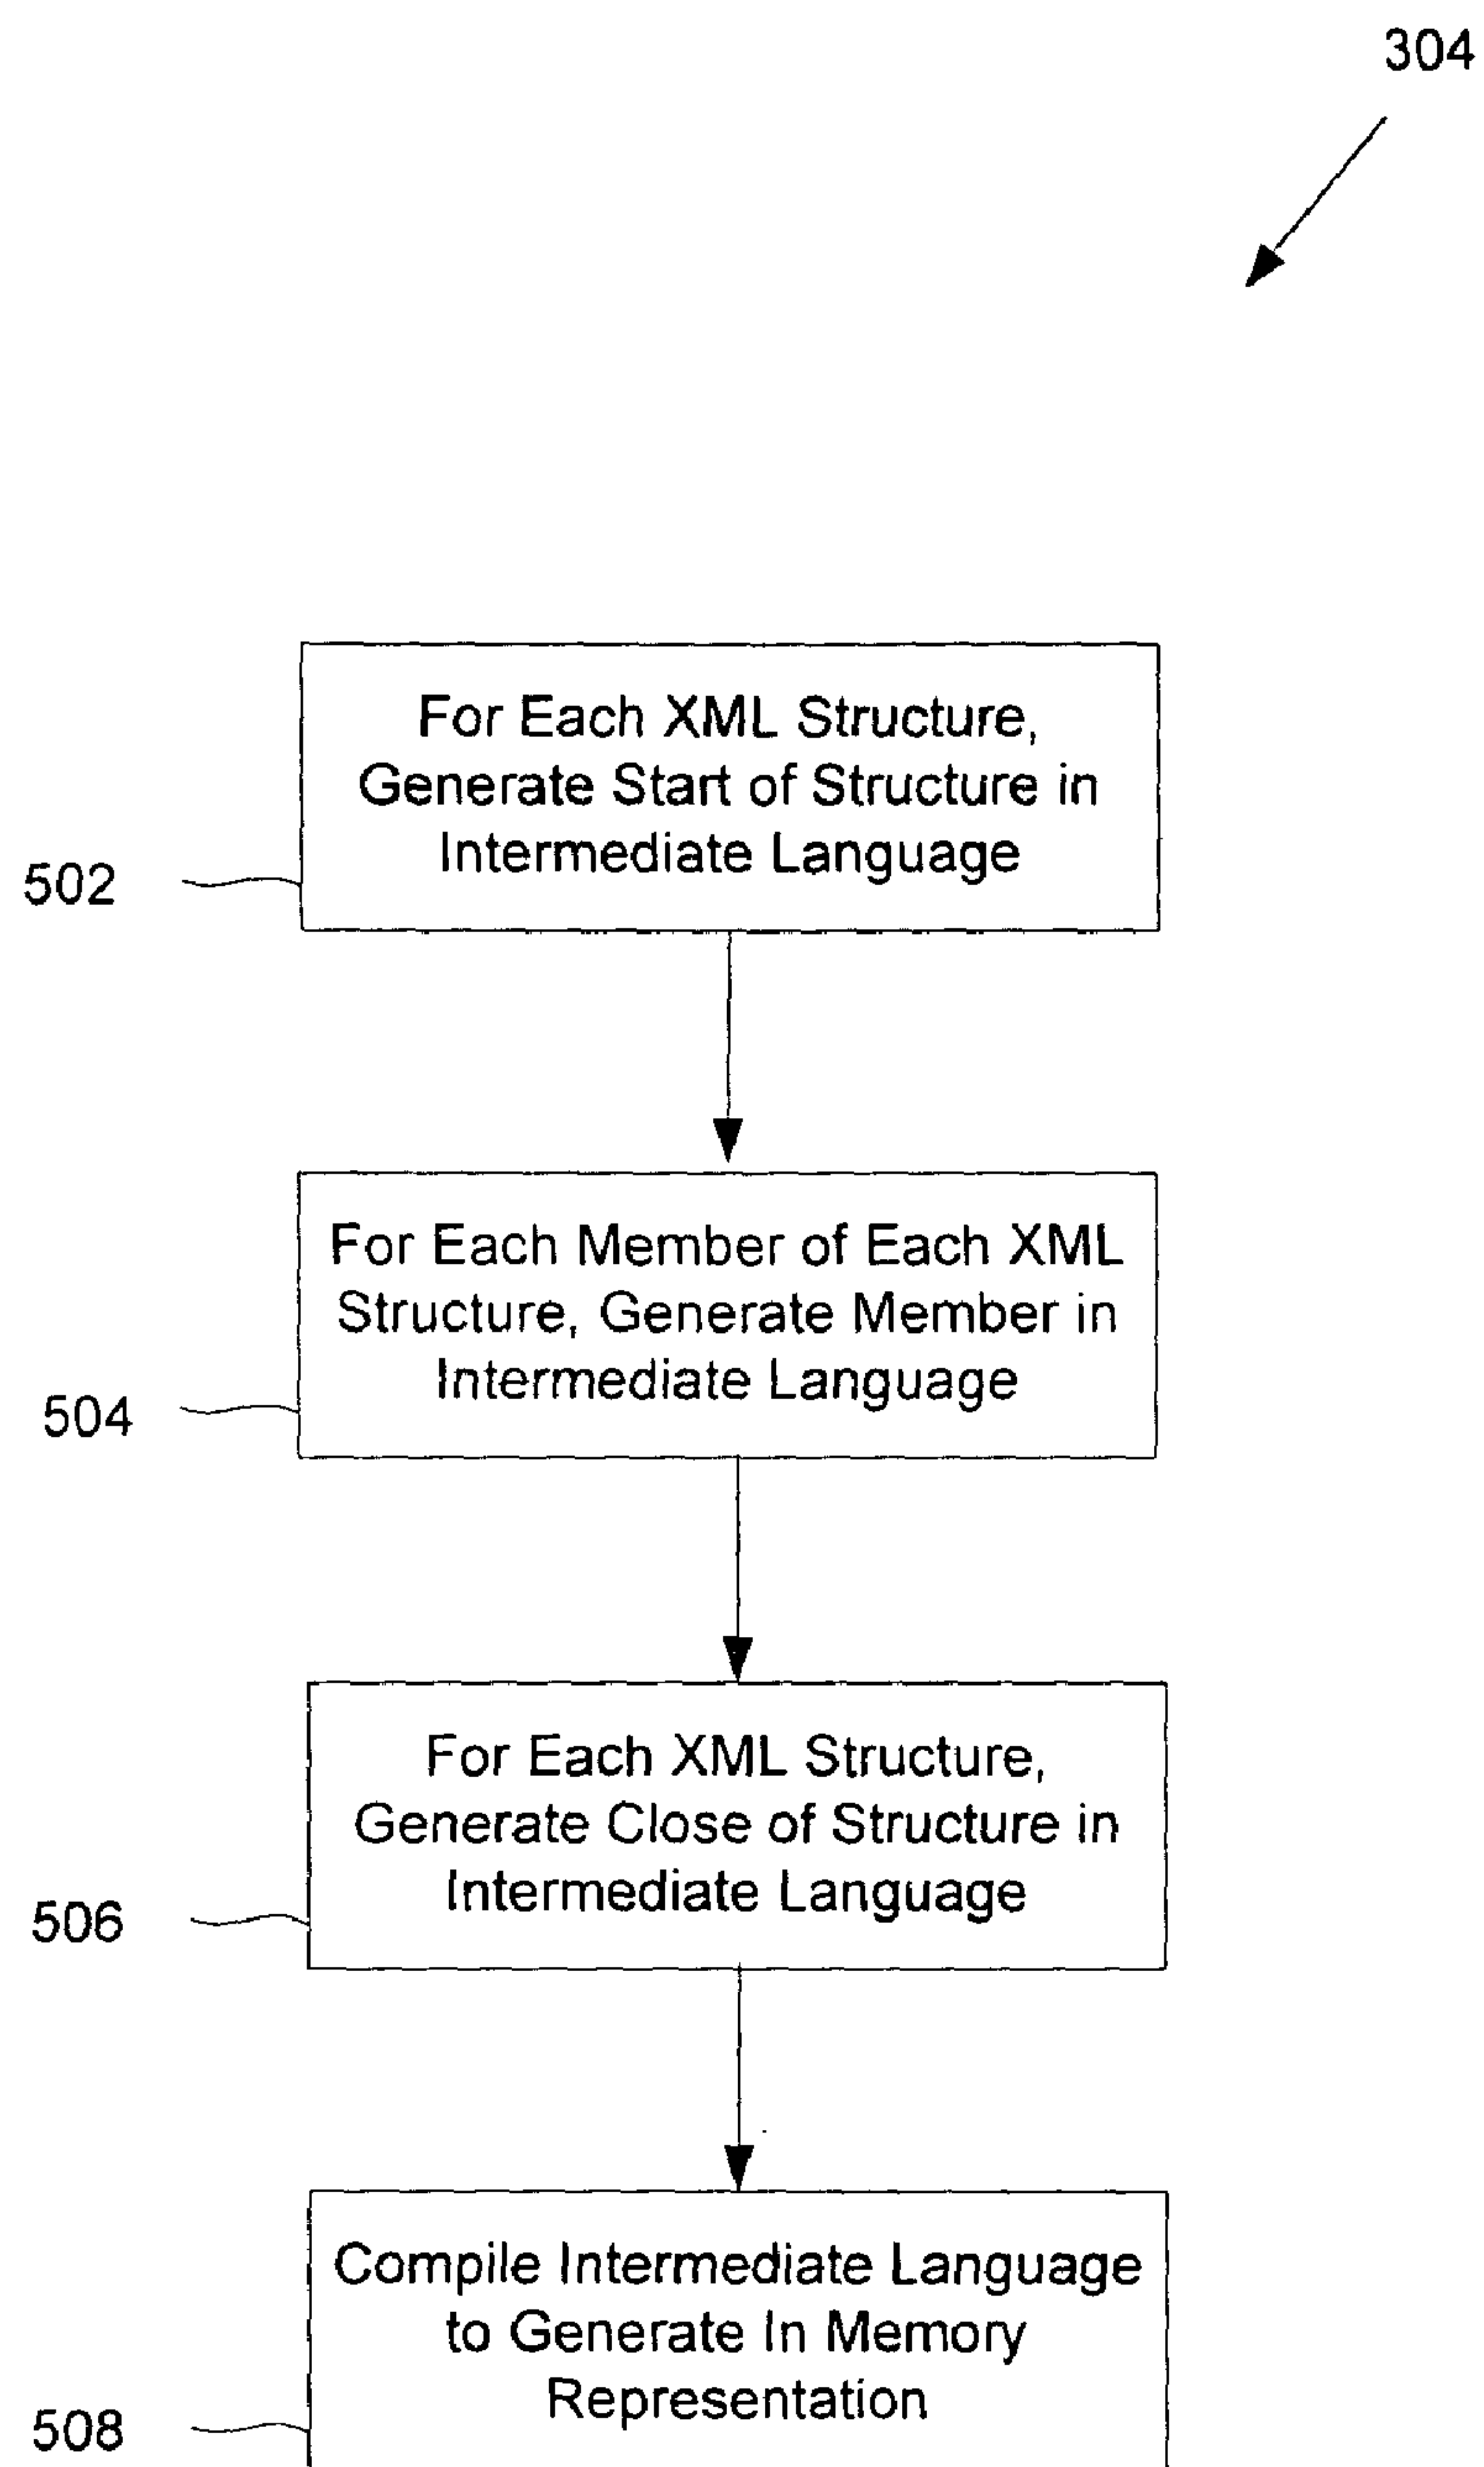 304
For Each XML Structure,
Generate Start of Structure in
Intermediate Language
502
For Each Member of Each XML
Structure, Generate Member in
Intermediate Language
504
For Each XML Structure,
Generate Close of Structure in
Intermediate Language
506
Compile Intermediate Language
to Generate In Memory
Representation
508